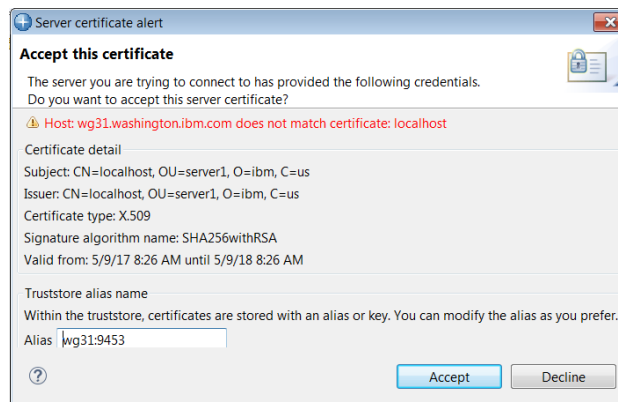 Server certificate alert
Accept this certificate
The server you are trying to connect to has provided the following credentials.
Do you want to accept this server certificate?
Host: wg31.washington.ibm.com does not match certificate: localhost
Certificate detail
Subject: CN=localhost, OU=server1, O=ibm, C=us
Issuer: CN=localhost, OU=server1, O=ibm, C=us
Certificate type: X.509
Signature algorithm name: SHA256withRSA
Valid from: 5/9/17 8:26 AM until 5/9/18 8:26 AM
Truststore alias name
Within the truststore, certificates are stored with an alias or key. You can modify the alias as you prefer.
Alias wg31:9453
? Accept Decline